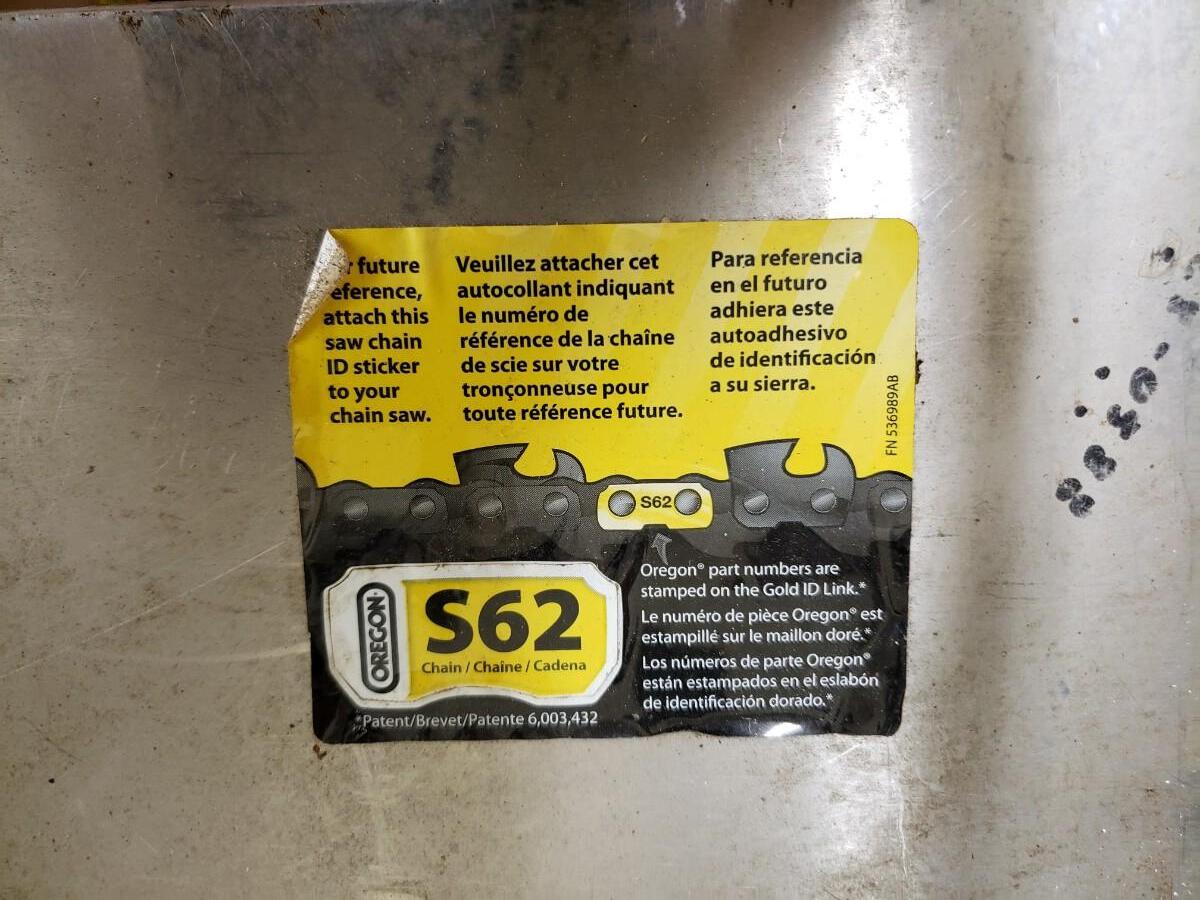 future
eference,
attach this
saw chain
ID sticker
to your
chain saw.
Veuillez attacher cet
autocollant indiquant
le numéro de
référence de la chaîne
de scie sur votre
tronçonneuse pour
toute référence future.
Para referencia
en el futuro
adhiera este
autoadhesivo
de identificación
a su sierra.
FN 536989AB
S62
OREGON
S62
Chain / Chaîne / Cadena
*Patent/Brevet/Patente 6,003,432
Oregon® part numbers are
stamped on the Gold ID Link.*
Le numéro de pièce Oregon® est
estampillé sur le maillon doré.*
Los números de parte Oregon®
están estampados en el eslabón
de identificación dorado.*